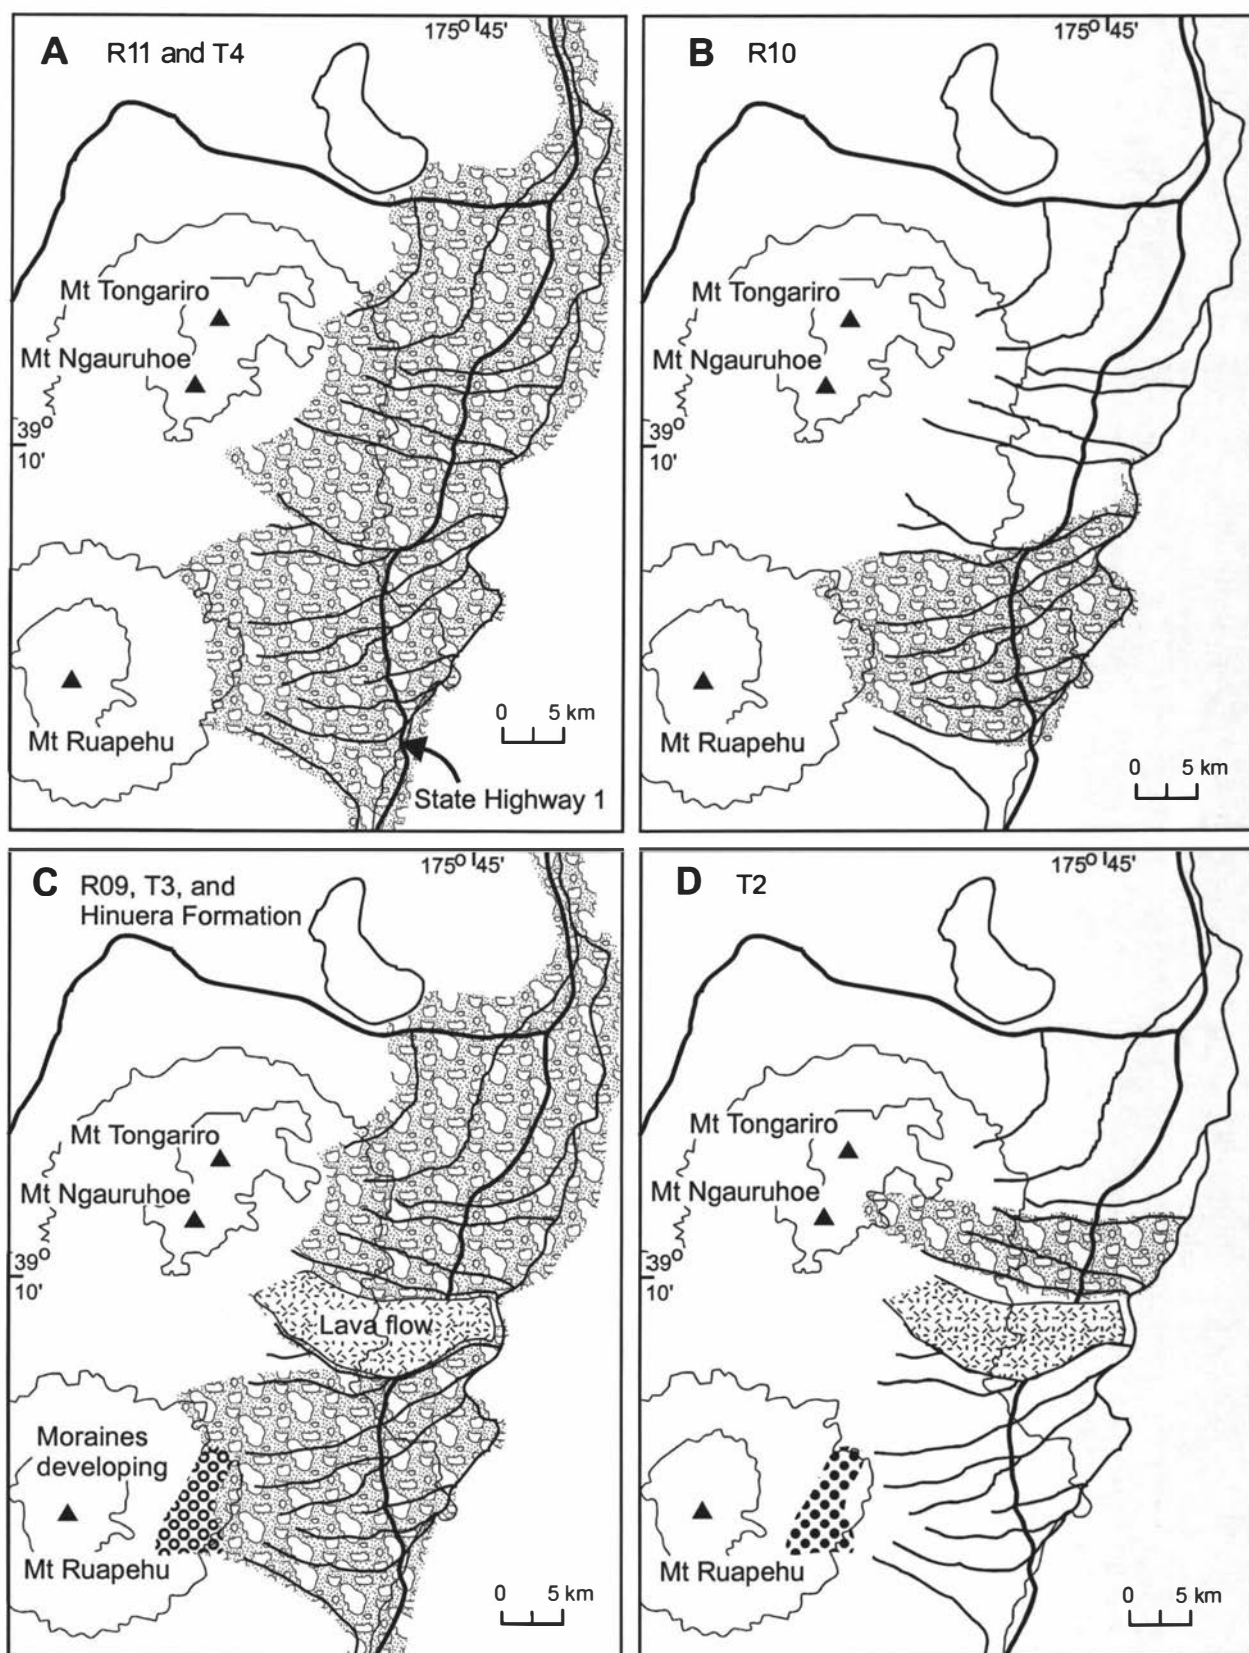 A R11 and T4
175° 45'
Mt Tongariro
Mt Ngauruhoe
39°
10'
Mt Ruapehu
0 5 km
State Highway 1
B R10
175° 45'
Mt Tongariro
Mt Ngauruhoe
39°
10'
Mt Ruapehu
0 5 km
C R09, T3, and
Hinuera Formation
175° 45'
Mt Tongariro
Mt Ngauruhoe
39°
10'
Lava flow
Moraines
developing
Mt Ruapehu
0 5 km
D T2
175° 45'
Mt Tongariro
Mt Ngauruhoe
39°
10'
Mt Ruapehu
0 5 km